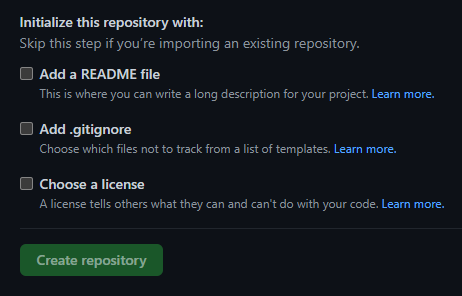 Initialize this repository with:
Skip this step if you're importing an existing repository.
Add a README file
This is where you can write a long description for your project. Learn more.
Add .gitignore
Choose which files not to track from a list of templates. Learn more.
Choose a license
A license tells others what they can and can't do with your code. Learn more.
Create repository